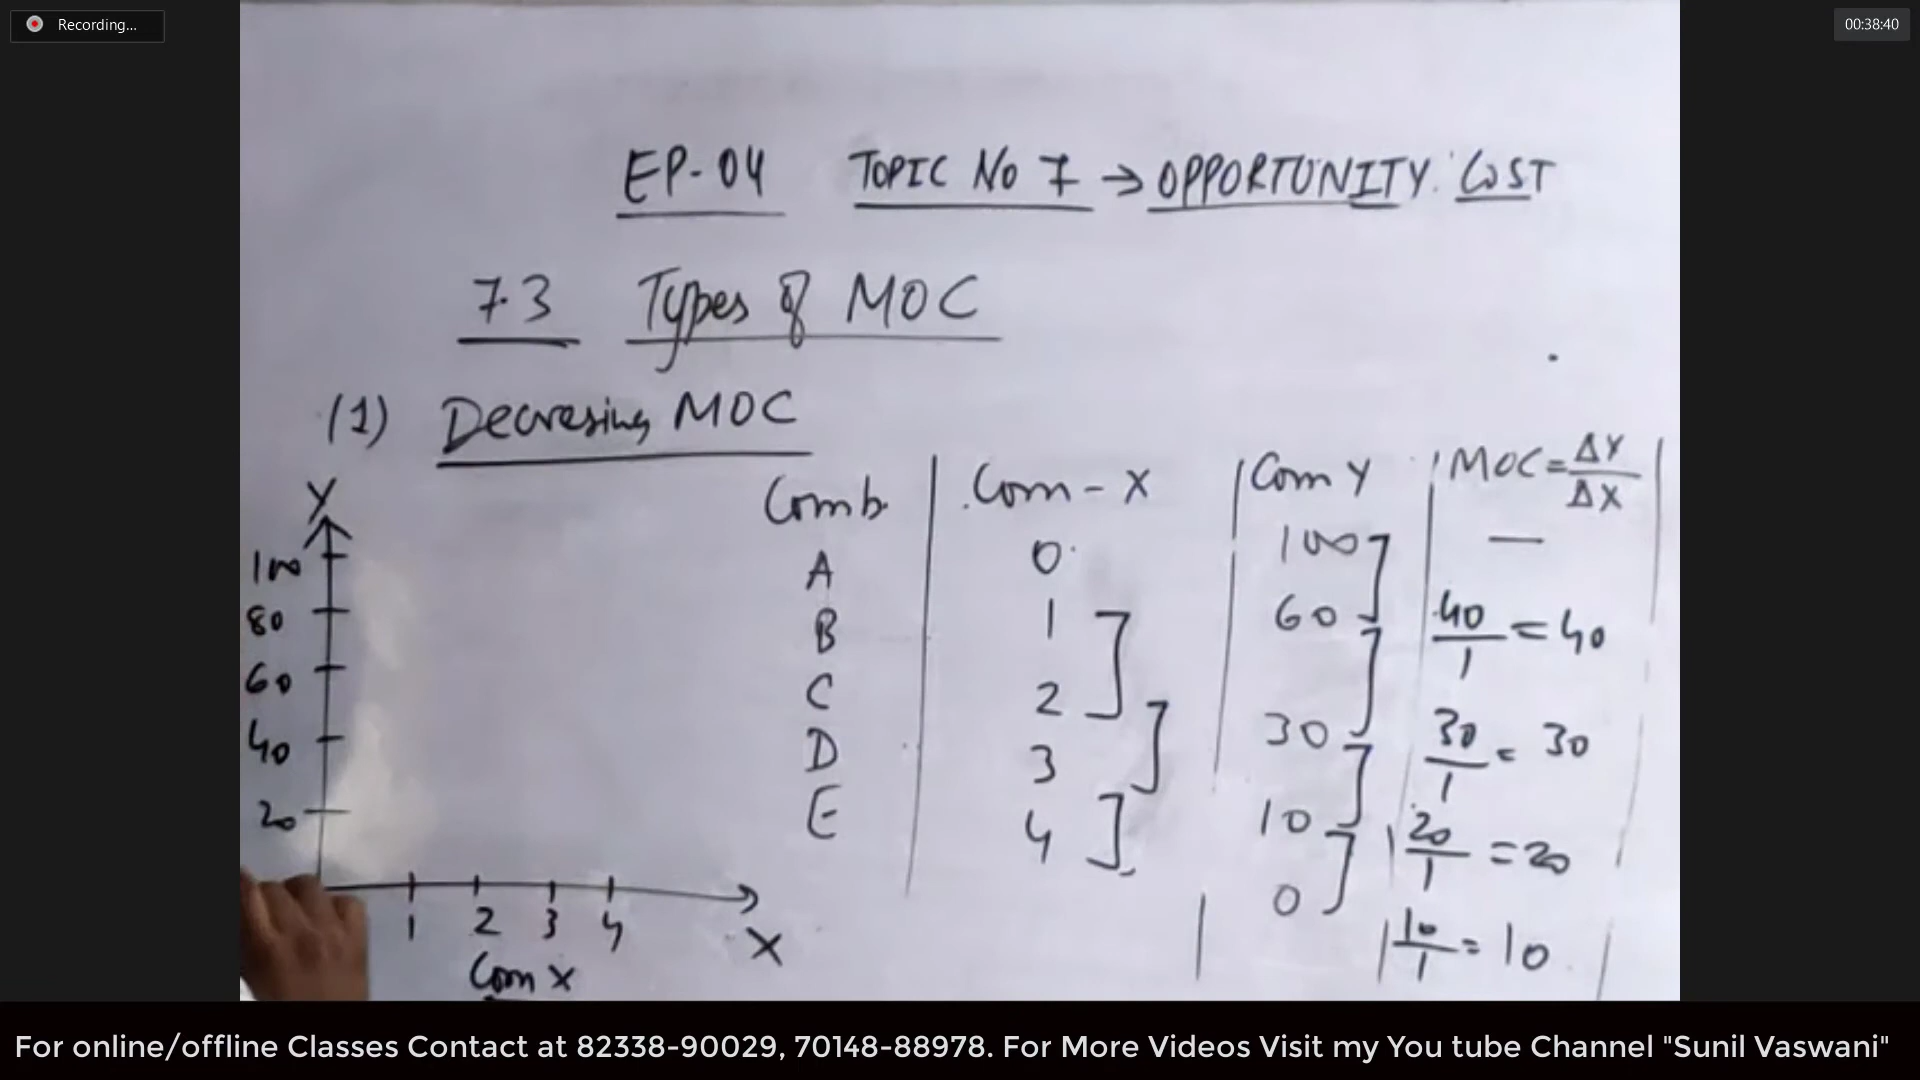 Recording...
00:38:40
EP-04 TOPIC No 7 → OPPORTUNITY COST
7.3 Types of MOC
(1) Decresing MOC
Comb. Com - X Com Y MOC = ΔY/ΔX
A 0 100 —
B 1 60 40/1 = 40
C 2 30 30/1 = 30
D 3 10 20/1 = 20
E 4 0 10/1 = 10
Y
100
80
60
40
20
1 2 3 4
X
Com X
For online/offline Classes Contact at 82338-90029, 70148-88978. For More Videos Visit my You tube Channel "Sunil Vaswani"